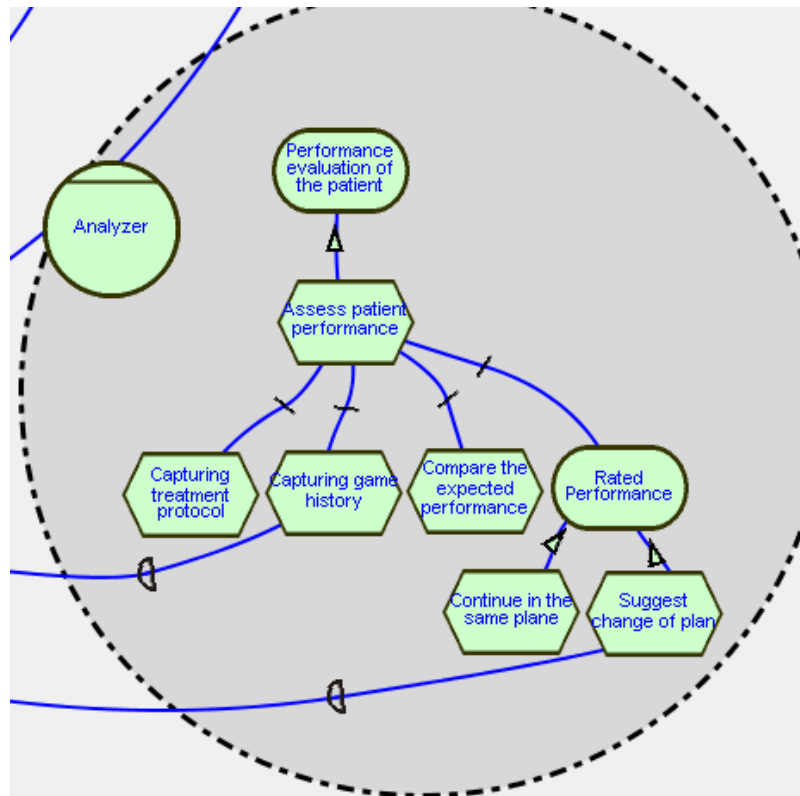 Performance
evaluation of
the patient
Analyzer
Assess patient
performance
Capturing
treatment
protocol
Capturing game
history
Compare the
expected
performance
Rated
Performance
Continue in the
same plane
Suggest
change of plan